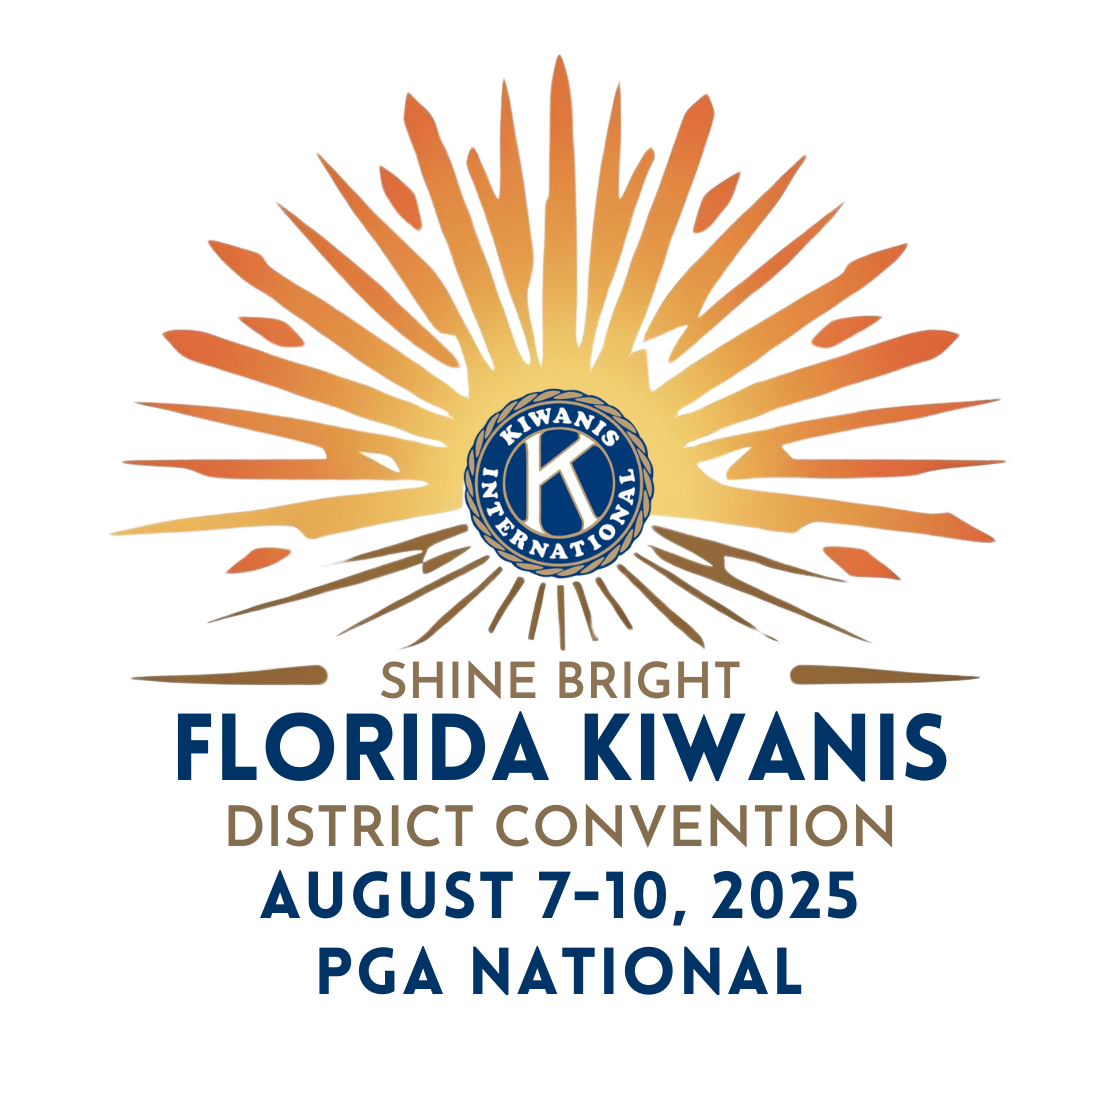 KIWANIS
K
INTERNATIONAL
SHINE BRIGHT
FLORIDA KIWANIS
DISTRICT CONVENTION
AUGUST 7-10, 2025
PGA NATIONAL